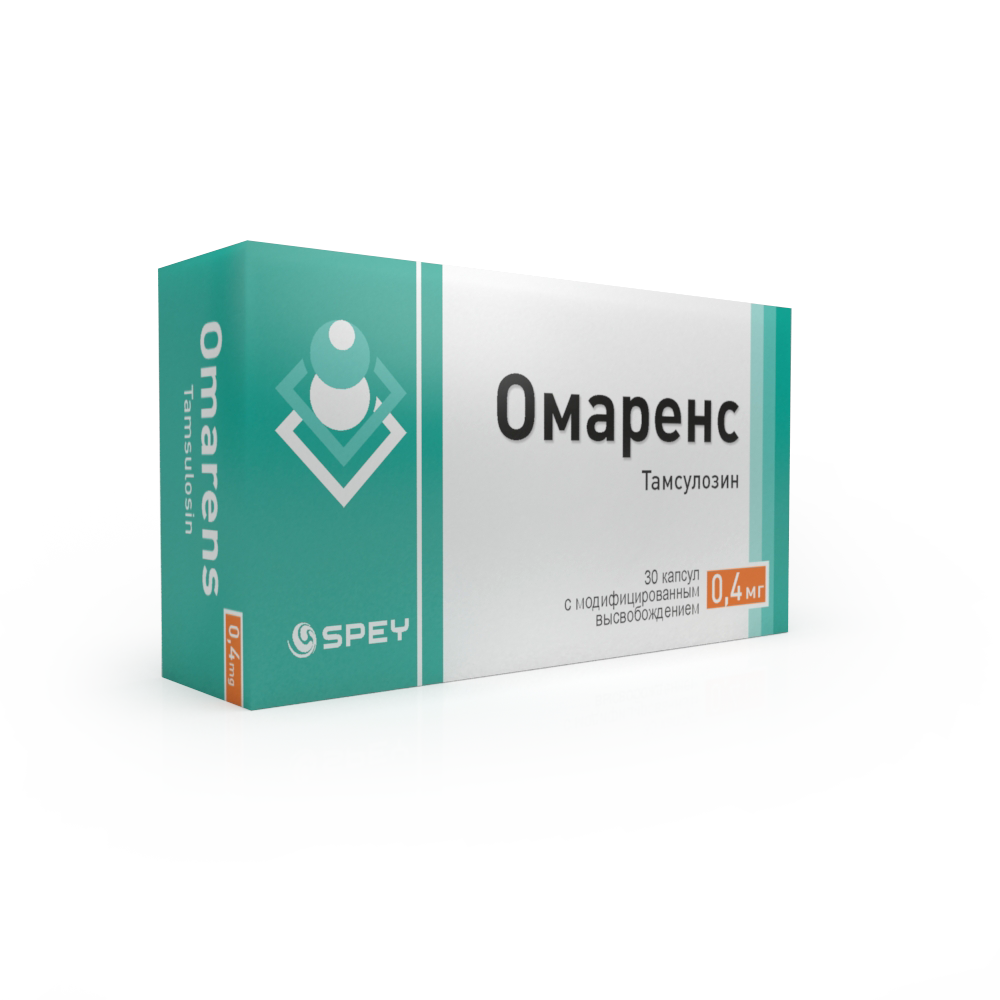 Omarens
Tamsulosin
0,4 mg
SPEY
Омаренс
Тамсулозин
30 капсул
с модифицированным
высвобождением
0,4 мг